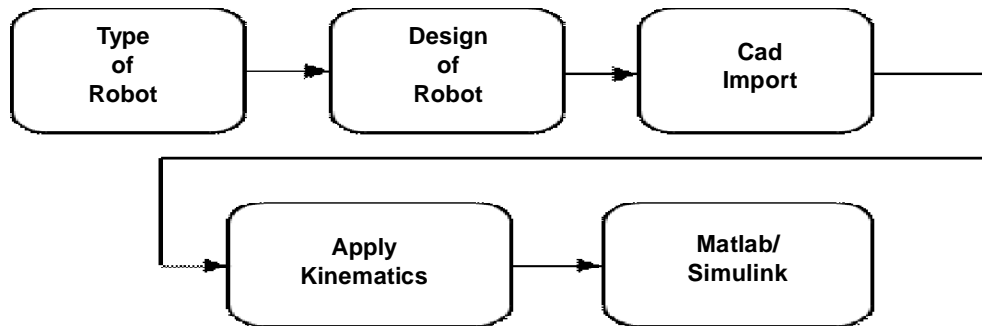 Type
of
Robot
Design
of
Robot
Cad
Import
Apply
Kinematics
Matlab/
Simulink